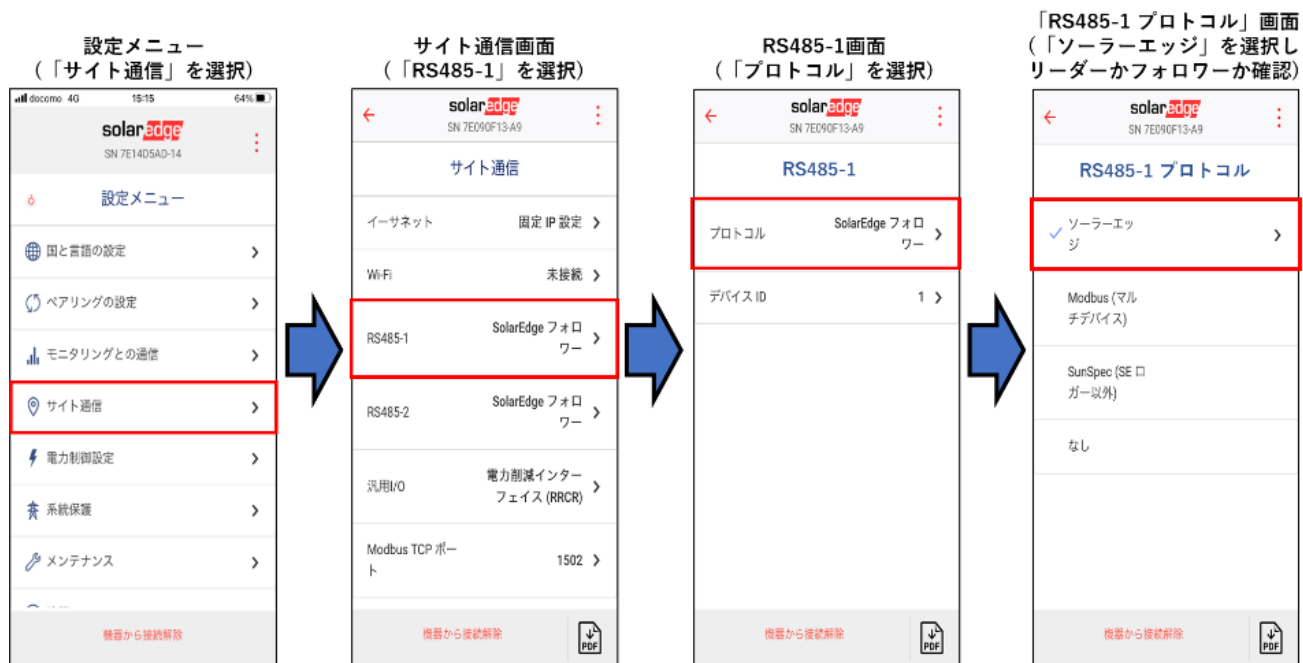 設定メニュー
(「サイト通信」を選択)
docomo 4G 15:15 64%
solaredge
SN 7E14D5AD-14
設定メニュー
国と言語の設定
ペアリングの設定
モニタリングとの通信
サイト通信
電力制御設定
系統保護
メンテナンス
機器から接続解除
サイト通信画面
(「RS485-1」を選択)
solaredge
SN 7E090F13-A9
サイト通信
イーサネット 固定 IP 設定
Wi-Fi 未接続
RS485-1 SolarEdge フォロ
ワー
RS485-2 SolarEdge フォロ
ワー
汎用I/O 電力削減インター
フェイス (RRCR)
Modbus TCP ポー
ト 1502
機器から接続解除
PDF
RS485-1画面
(「プロトコル」を選択)
solaredge
SN 7E090F13-A9
RS485-1
プロトコル SolarEdge フォロ
ワー
デバイス ID 1
機器から接続解除
PDF
「RS485-1 プロトコル」画面
(「ソーラーエッジ」を選択し
リーダーかフォロワーか確認)
solaredge
SN 7E090F13-A9
RS485-1 プロトコル
ソーラーエッ
ジ
Modbus (マル
チデバイス)
SunSpec (SE ロ
ガー以外)
なし
機器から接続解除
PDF